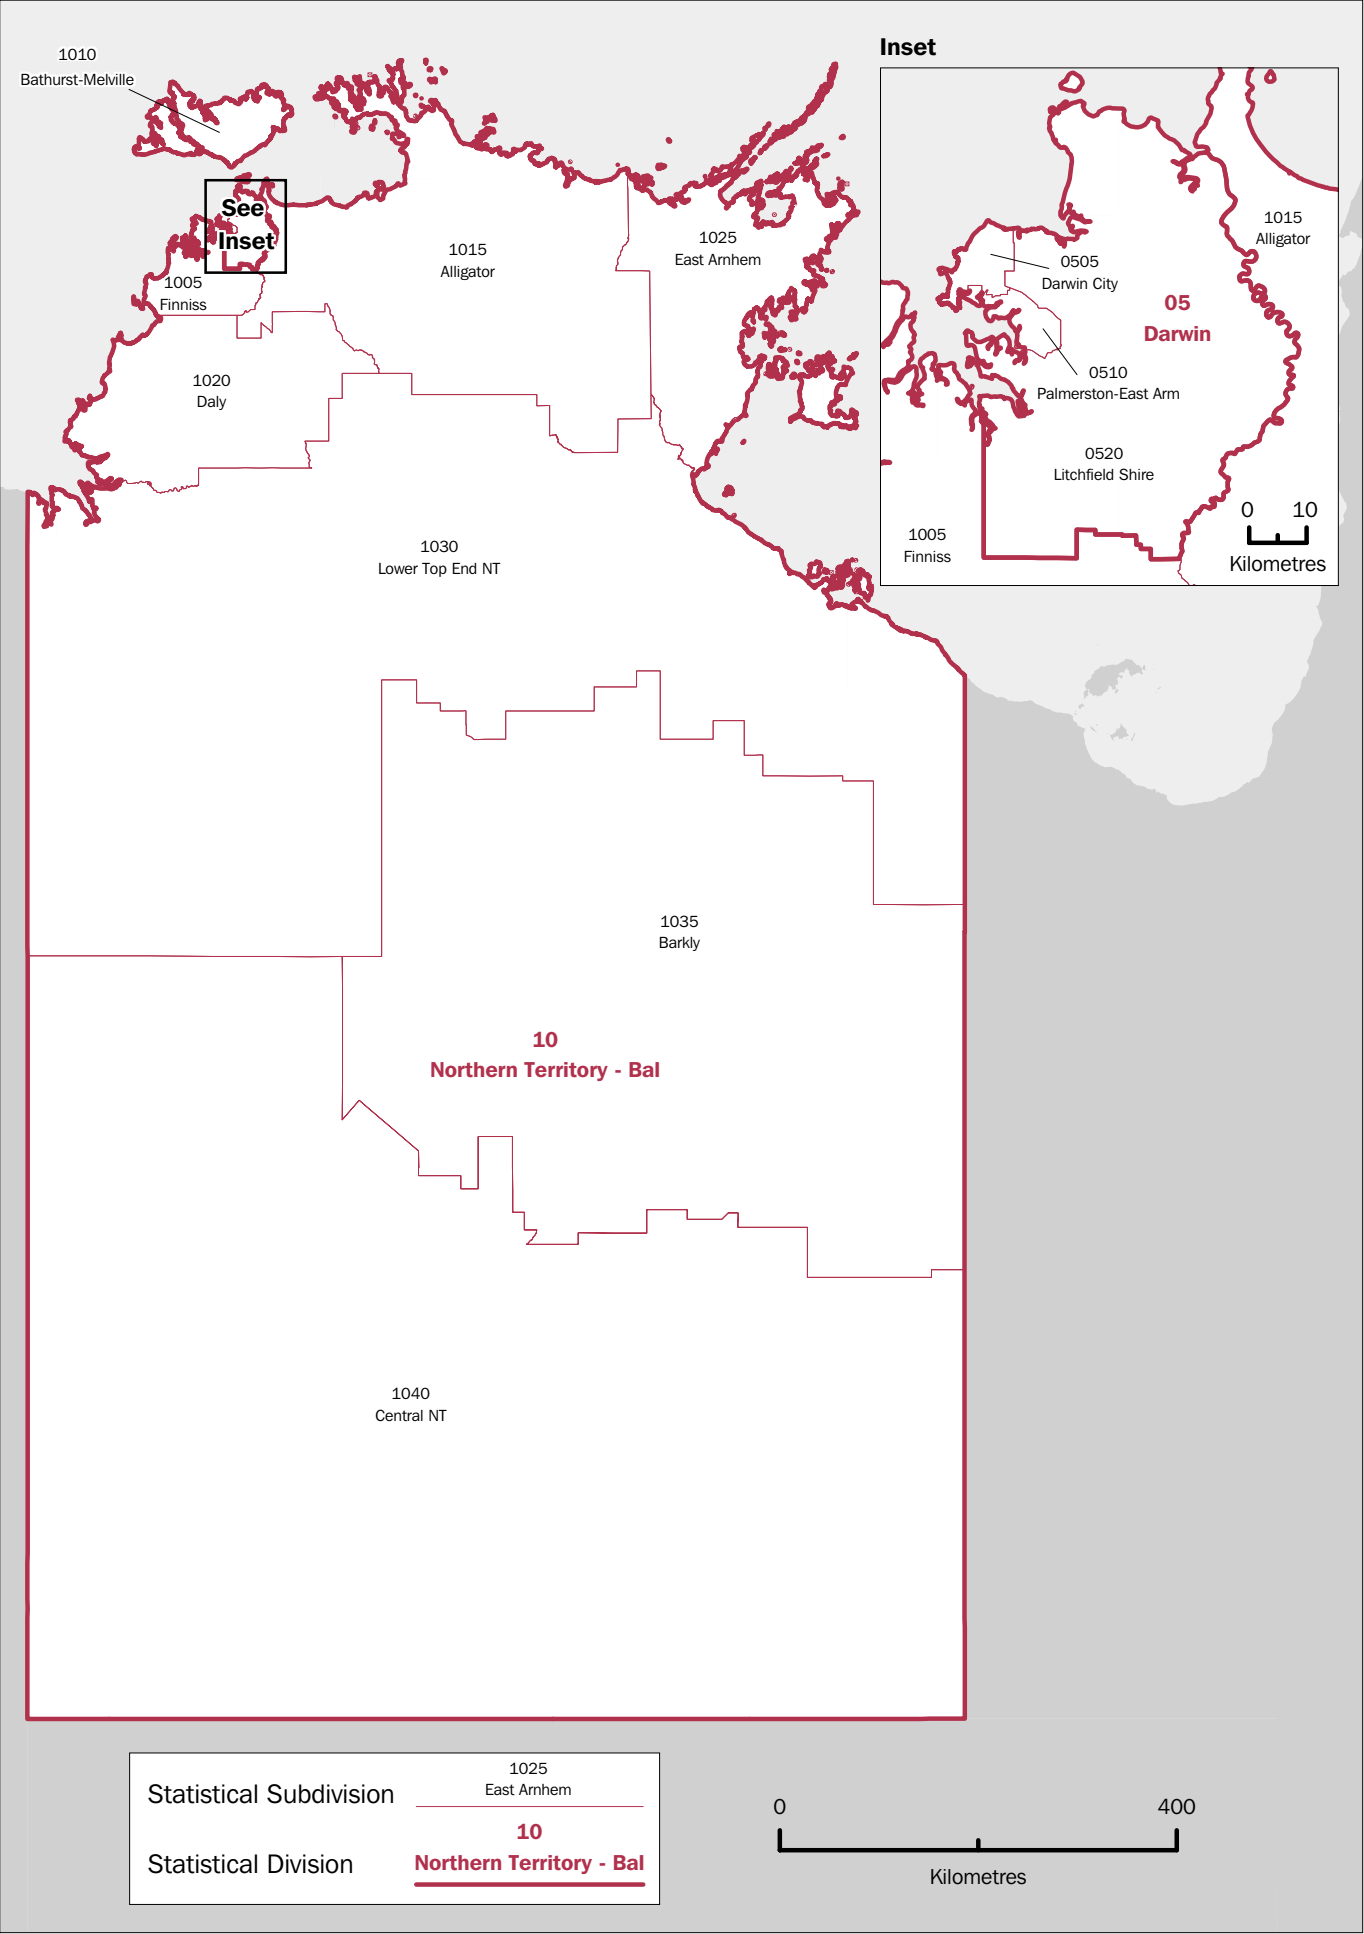 1010
Bathurst-Melville
See
Inset
1005
Finniss
1015
Alligator
1025
East Arnhem
1020
Daly
1030
Lower Top End NT
1035
Barkly
10
Northern Territory - Bal
1040
Central NT
Inset
1015
Alligator
0505
Darwin City
05
Darwin
0510
Palmerston-East Arm
0520
Litchfield Shire
1005
Finniss
0 10
Kilometres
Statistical Subdivision
1025
East Arnhem
Statistical Division
10
Northern Territory - Bal
0 400
Kilometres